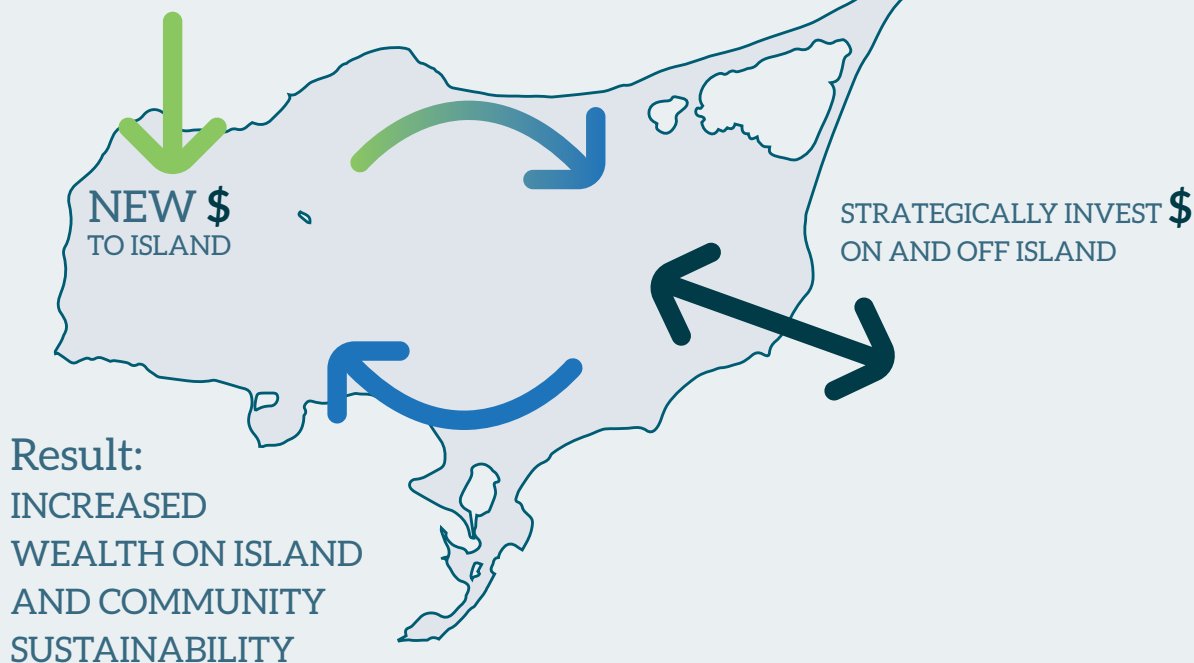 NEW $
TO ISLAND
STRATEGICALLY INVEST $
ON AND OFF ISLAND
Result:
INCREASED
WEALTH ON ISLAND
AND COMMUNITY
SUSTAINABILITY